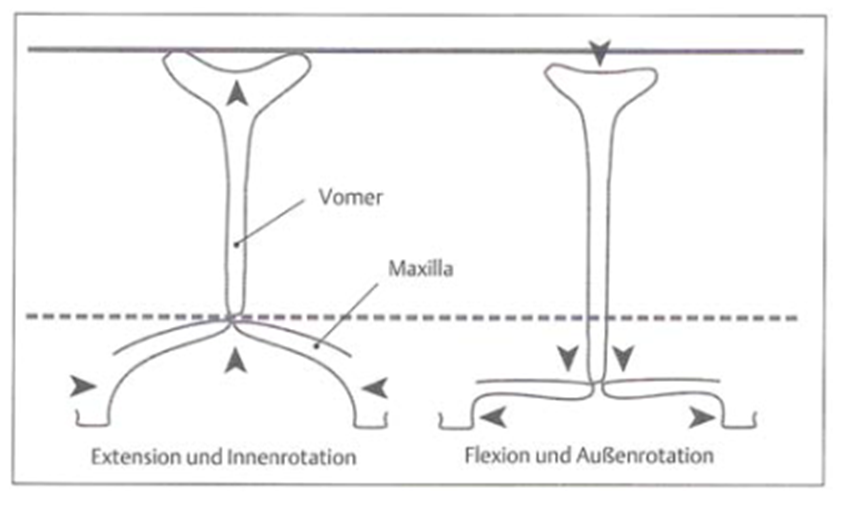 Vomer
Maxilla
Extension und Innenrotation
Flexion und Außenrotation